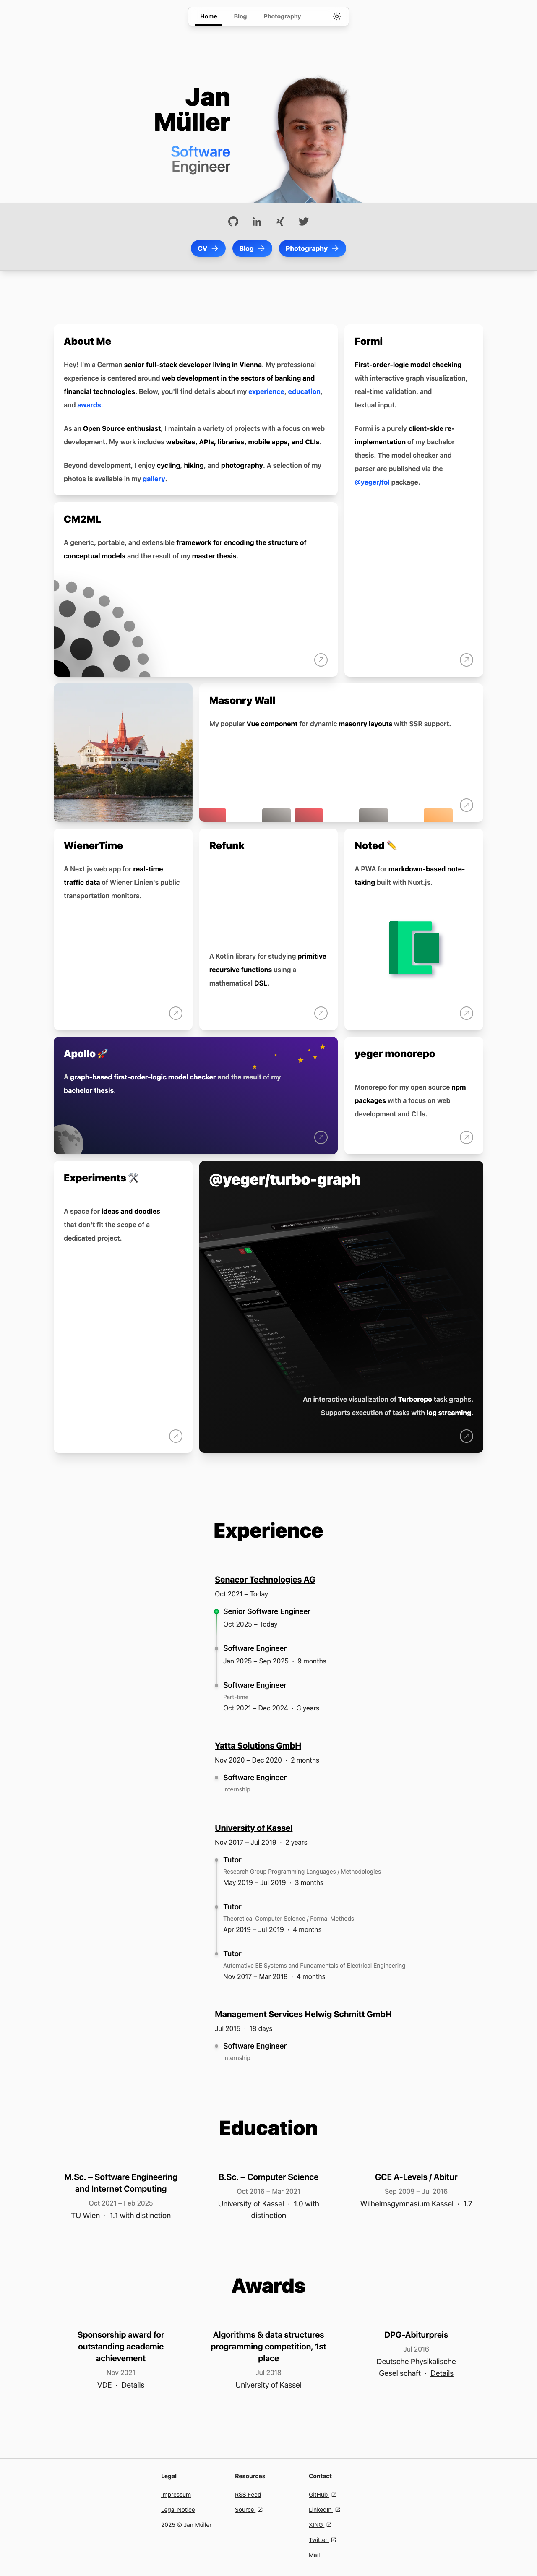 Home Blog Photography
Jan
Müller
Software
Engineer
CV
Blog
Photography
About Me
Hey! I'm a German senior full-stack developer living in Vienna. My professional
experience is centered around web development in the sectors of banking and
financial technologies. Below, you'll find details about my experience, education,
and awards.
As an Open Source enthusiast, I maintain a variety of projects with a focus on web
development. My work includes websites, APIs, libraries, mobile apps, and CLIs.
Beyond development, I enjoy cycling, hiking, and photography. A selection of my
photos is available in my gallery.
Formi
First-order-logic model checking
with interactive graph visualization,
real-time validation, and
textual input.
Formi is a purely client-side re-
implementation of my bachelor
thesis. The model checker and
parser are published via the
@yeger/fol package.
CM2ML
A generic, portable, and extensible framework for encoding the structure of
conceptual models and the result of my master thesis.
Masonry Wall
My popular Vue component for dynamic masonry layouts with SSR support.
WienerTime
A Next.js web app for real-time
traffic data of Wiener Linien's public
transportation monitors.
Refunk
A Kotlin library for studying primitive
recursive functions using a
mathematical DSL.
Noted ✏️
A PWA for markdown-based note-
taking built with Nuxt.js.
Apollo 🚀
A graph-based first-order-logic model checker and the result of my
bachelor thesis.
yeger monorepo
Monorepo for my open source npm
packages with a focus on web
development and CLIs.
Experiments 🛠️
A space for ideas and doodles
that don't fit the scope of a
dedicated project.
@yeger/turbo-graph
An interactive visualization of Turborepo task graphs.
Supports execution of tasks with log streaming.
Experience
Senacor Technologies AG
Oct 2021 – Today
Senior Software Engineer
Oct 2025 – Today
Software Engineer
Jan 2025 – Sep 2025 · 9 months
Software Engineer
Part-time
Oct 2021 – Dec 2024 · 3 years
Yatta Solutions GmbH
Nov 2020 – Dec 2020 · 2 months
Software Engineer
Internship
University of Kassel
Nov 2017 – Jul 2019 · 2 years
Tutor
Research Group Programming Languages / Methodologies
May 2019 – Jul 2019 · 3 months
Tutor
Theoretical Computer Science / Formal Methods
Apr 2019 – Jul 2019 · 4 months
Tutor
Automative EE Systems and Fundamentals of Electrical Engineering
Nov 2017 – Mar 2018 · 4 months
Management Services Helwig Schmitt GmbH
Jul 2015 · 18 days
Software Engineer
Internship
Education
M.Sc. – Software Engineering
and Internet Computing
Oct 2021 – Feb 2025
TU Wien · 1.1 with distinction
B.Sc. – Computer Science
Oct 2016 – Mar 2021
University of Kassel · 1.0 with
distinction
GCE A-Levels / Abitur
Sep 2009 – Jul 2016
Wilhelmsgymnasium Kassel · 1.7
Awards
Sponsorship award for
outstanding academic
achievement
Nov 2021
VDE · Details
Algorithms & data structures
programming competition, 1st
place
Jul 2018
University of Kassel
DPG-Abiturpreis
Jul 2016
Deutsche Physikalische
Gesellschaft · Details
Legal
Impressum
Legal Notice
2025 © Jan Müller
Resources
RSS Feed
Source
Contact
GitHub
LinkedIn
XING
Twitter
Mail